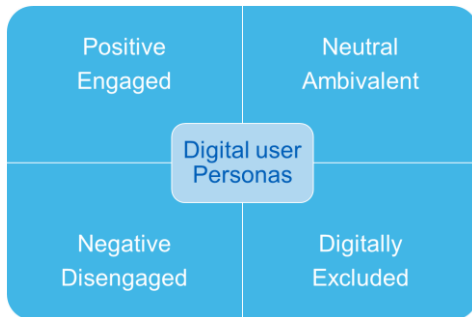 Positive
Engaged
Neutral
Ambivalent
Digital user
Personas
Negative
Disengaged
Digitally
Excluded